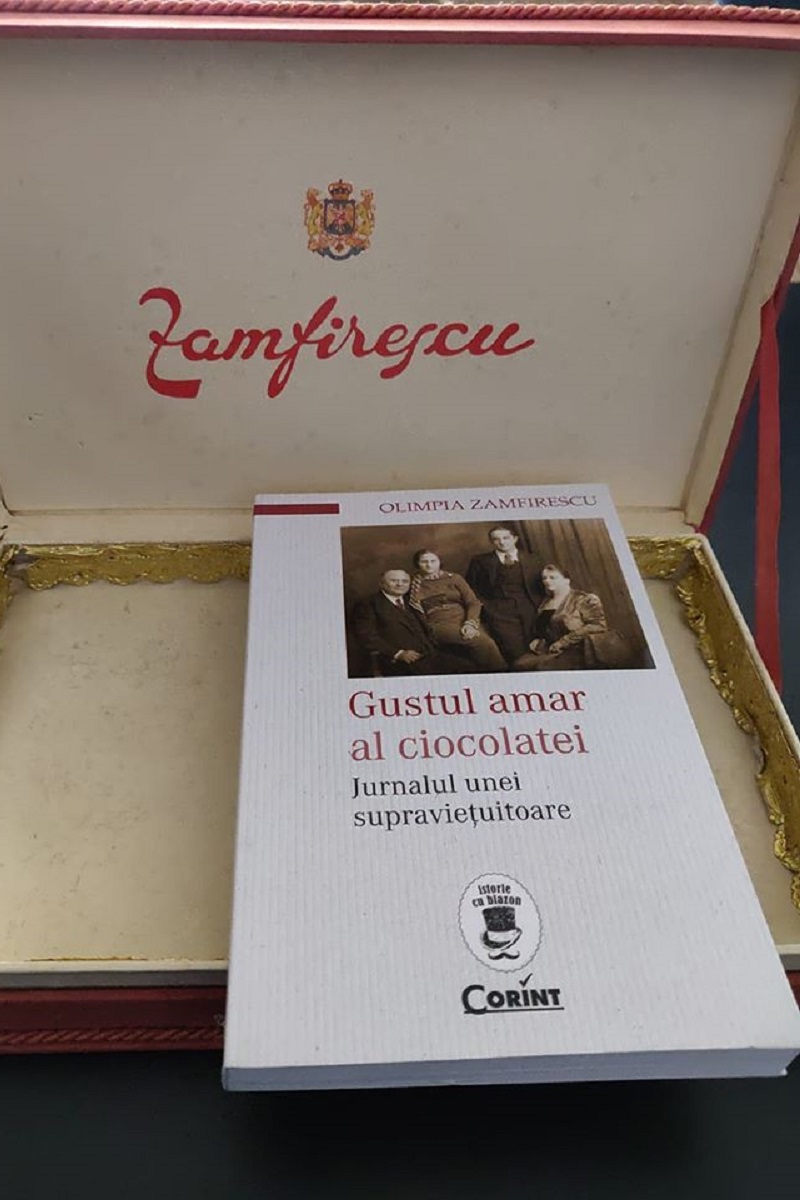 Zamfirescu
OLIMPIA ZAMFIRESCU
Gustul amar
al ciocolatei
Jurnalul unei
supraviețuitoare
istorie
cu blazon
CORINT